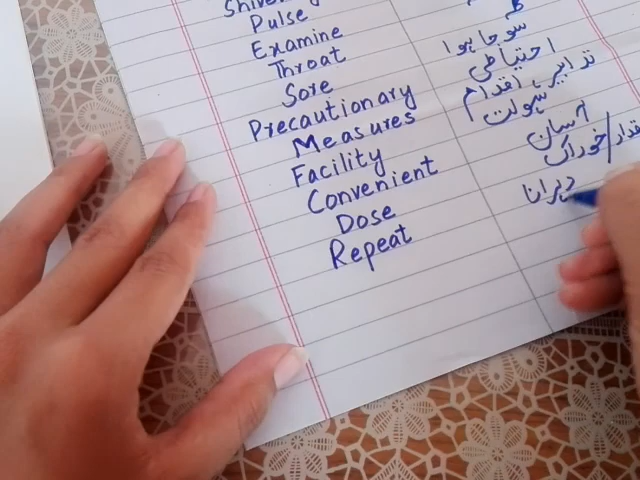 Pulse
Examine
Throat
Sore سوجا ہوا
Precautionary احتیاطی
Measures تدابیر، اقدام
Facility سہولت
Convenient آسان
Dose خوراک/
Repeat دہرانا